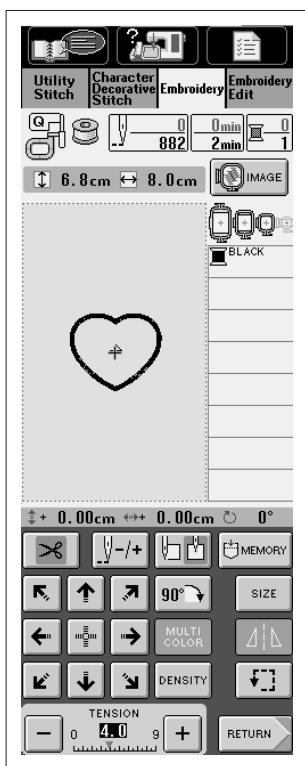 ?
Utility
Stitch
Character
Decorative
Stitch
Embroidery
Embroidery
Edit
Q
0
882
0min
2min
0
1
6.8cm 8.0cm
IMAGE
BLACK
+ 0.00cm + 0.00cm 0°
-/+
MEMORY
90°
SIZE
MULTI
COLOR
DENSITY
TENSION
- 0 4.0 9 +
RETURN